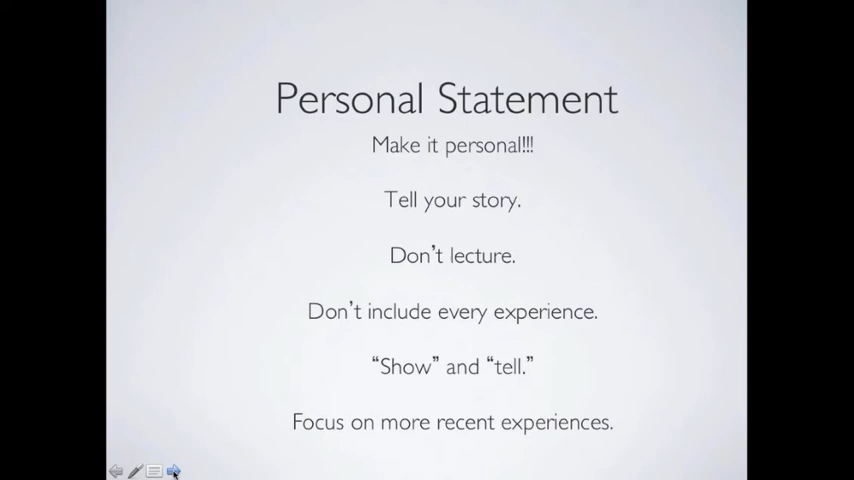 Personal Statement
Make it personal!!!
Tell your story.
Don’t lecture.
Don’t include every experience.
“Show” and “tell.”
Focus on more recent experiences.